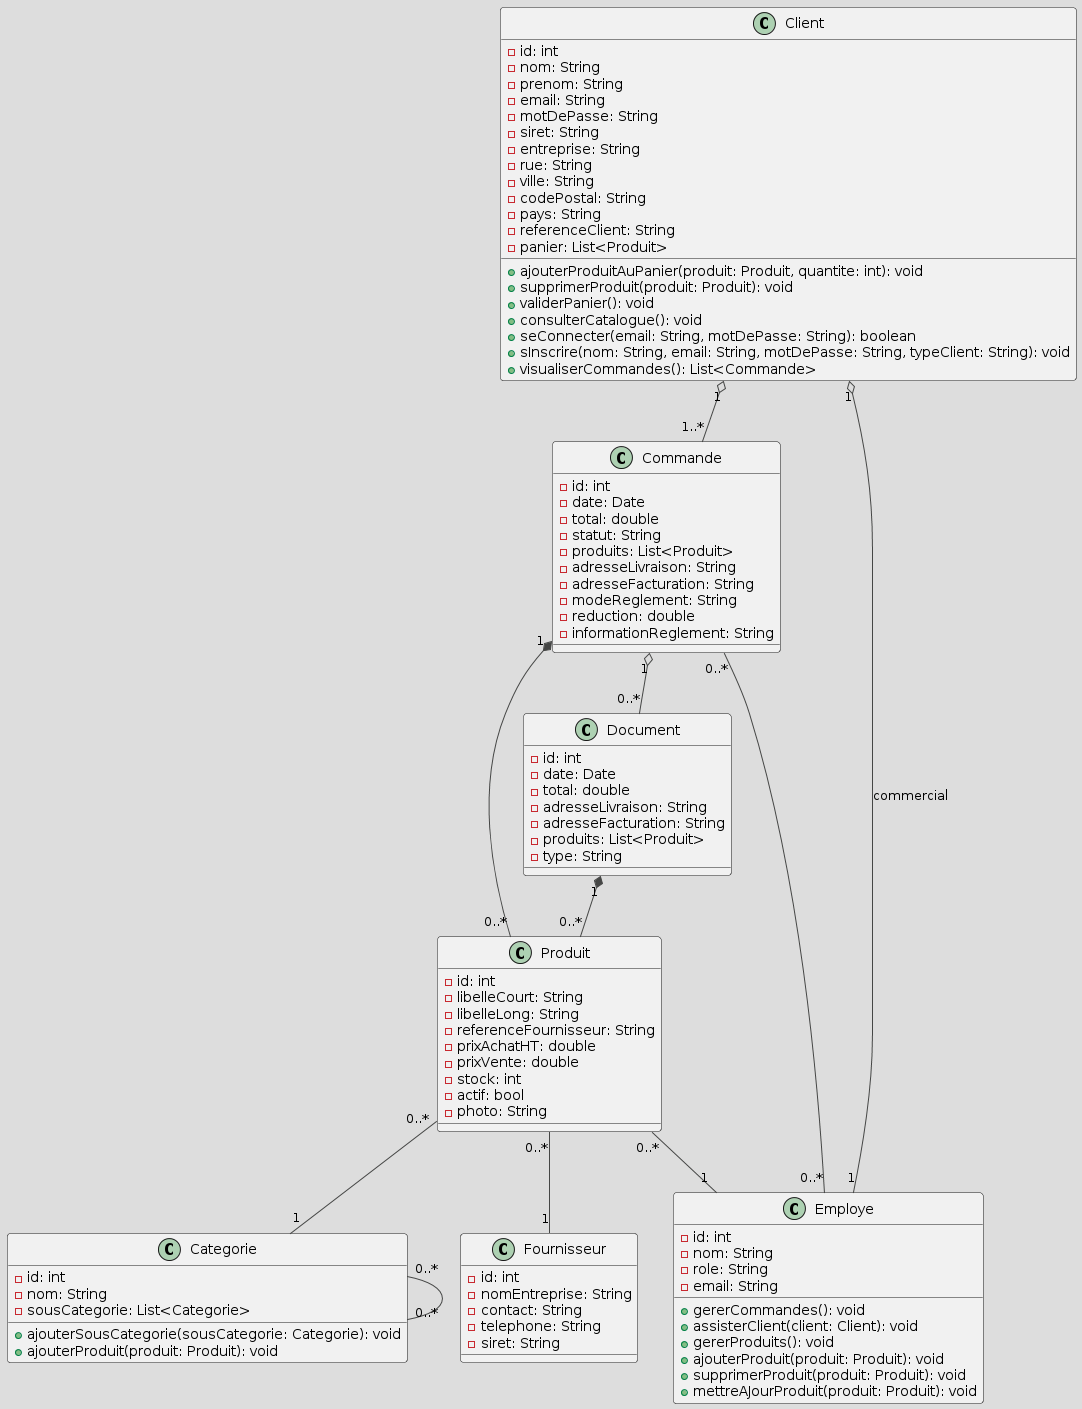 Client
id: int
nom: String
prenom: String
email: String
motDePasse: String
siret: String
entreprise: String
rue: String
ville: String
codePostal: String
pays: String
referenceClient: String
panier: List<Produit>
ajouterProduitAuPanier(produit: Produit, quantite: int): void
supprimerProduit(produit: Produit): void
validerPanier(): void
consulterCatalogue(): void
seConnecter(email: String, motDePasse: String): boolean
sInscrire(nom: String, email: String, motDePasse: String, typeClient: String): void
visualiserCommandes(): List<Commande>
1
1
1..*
Commande
id: int
date: Date
total: double
statut: String
produits: List<Produit>
adresseLivraison: String
adresseFacturation: String
modeReglement: String
reduction: double
informationReglement: String
1
1
0..*
0..*
Document
id: int
date: Date
total: double
adresseLivraison: String
adresseFacturation: String
produits: List<Produit>
type: String
commercial
1
0..*
0..*
Produit
id: int
libelleCourt: String
libelleLong: String
referenceFournisseur: String
prixAchatHT: double
prixVente: double
stock: int
actif: bool
photo: String
0..*
0..*
0..*
1
1
1
0..*
1
Categorie
id: int
nom: String
sousCategorie: List<Categorie>
ajouterSousCategorie(sousCategorie: Categorie): void
ajouterProduit(produit: Produit): void
0..*
0..*
Fournisseur
id: int
nomEntreprise: String
contact: String
telephone: String
siret: String
Employe
id: int
nom: String
role: String
email: String
gererCommandes(): void
assisterClient(client: Client): void
gererProduits(): void
ajouterProduit(produit: Produit): void
supprimerProduit(produit: Produit): void
mettreAJourProduit(produit: Produit): void